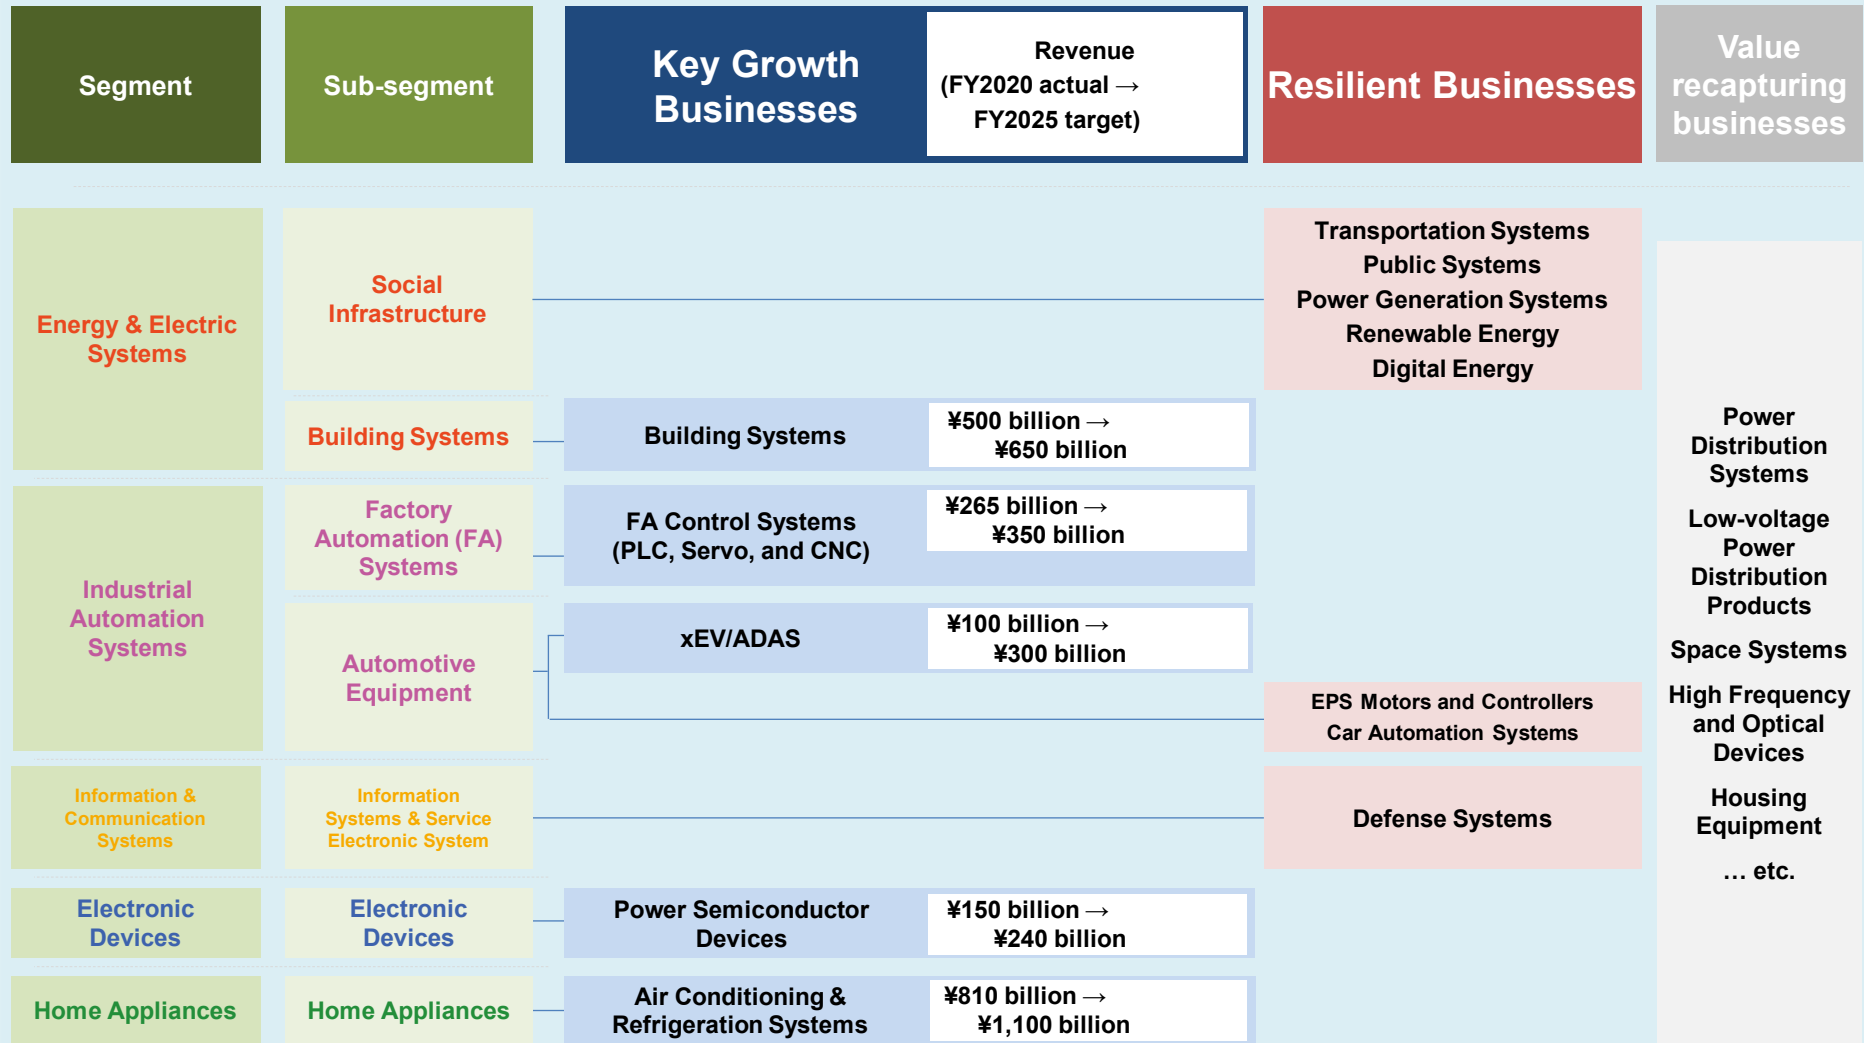 Segment
Sub-segment
Key Growth
Businesses
Revenue
(FY2020 actual →
FY2025 target)
Resilient Businesses
Value
recapturing
businesses
Energy & Electric
Systems
Social
Infrastructure
Transportation Systems
Public Systems
Power Generation Systems
Renewable Energy
Digital Energy
Building Systems
Building Systems
¥500 billion →
¥650 billion
Industrial
Automation
Systems
Factory
Automation (FA)
Systems
FA Control Systems
(PLC, Servo, and CNC)
¥265 billion →
¥350 billion
Automotive
Equipment
xEV/ADAS
¥100 billion →
¥300 billion
EPS Motors and Controllers
Car Automation Systems
Information &
Communication
Systems
Information
Systems & Service
Electronic System
Defense Systems
Electronic
Devices
Electronic
Devices
Power Semiconductor
Devices
¥150 billion →
¥240 billion
Home Appliances
Home Appliances
Air Conditioning &
Refrigeration Systems
¥810 billion →
¥1,100 billion
Power
Distribution
Systems
Low-voltage
Power
Distribution
Products
Space Systems
High Frequency
and Optical
Devices
Housing
Equipment
… etc.